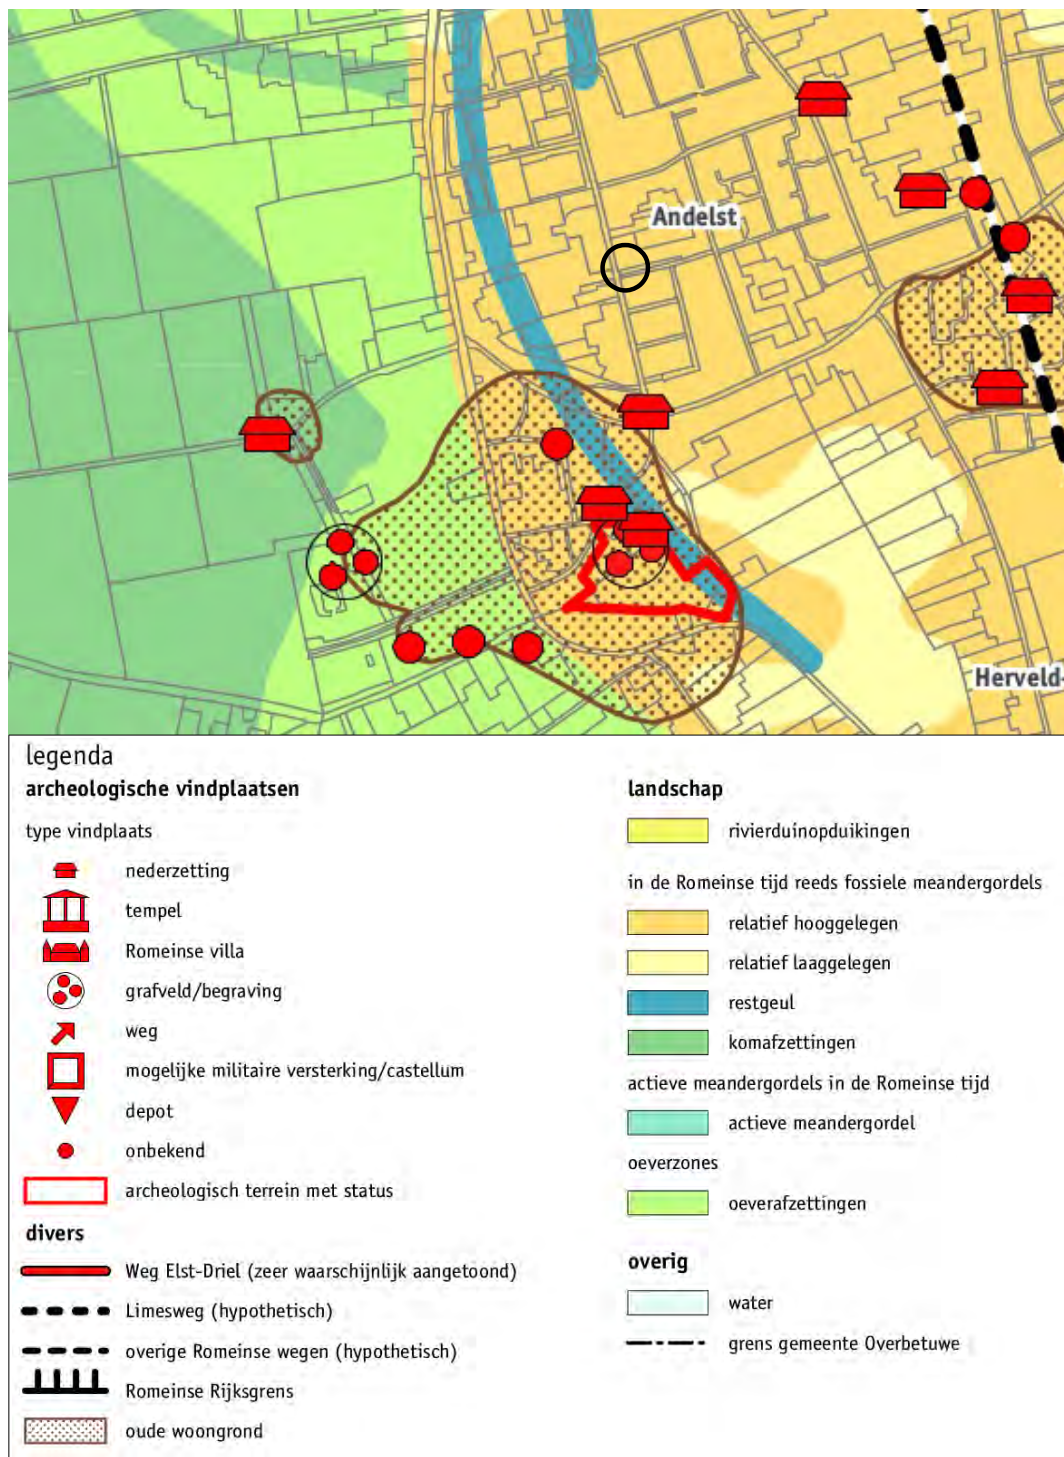 Andelst
Herveld-
legenda
archeologische vindplaatsen
type vindplaats
nederzetting
tempel
Romeinse villa
grafveld/begraving
weg
mogelijke militaire versterking/castellum
depot
onbekend
archeologisch terrein met status
divers
Weg Elst-Driel (zeer waarschijnlijk aangetoond)
Limesweg (hypothetisch)
overige Romeinse wegen (hypothetisch)
Romeinse Rijksgrens
oude woongrond
landschap
rivierduinopduikingen
in de Romeinse tijd reeds fossiele meandergordels
relatief hooggelegen
relatief laaggelegen
restgeul
komafzettingen
actieve meandergordels in de Romeinse tijd
actieve meandergordel
oeverzones
oeverafzettingen
overig
water
grens gemeente Overbetuwe